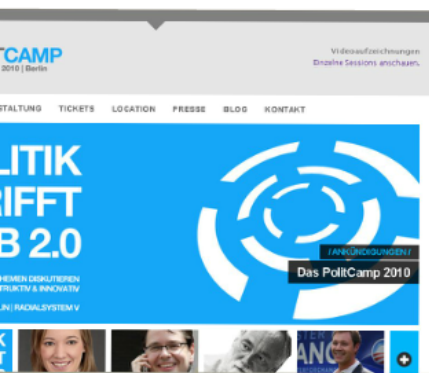 TCAMP
2010 | Berlin
Videoaufzeichnungen
Einzelne Sessions anschauen.
STALTUNG TICKETS LOCATION PRESSE BLOG KONTAKT
LITIK
RIFFT
B 2.0
HEMEN DISKUTIEREN
TRUKTIV & INNOVATIV
LIN | RADIALSYSTEM V
/ ANKÜNDIGUNGEN /
Das PolitCamp 2010
K
T